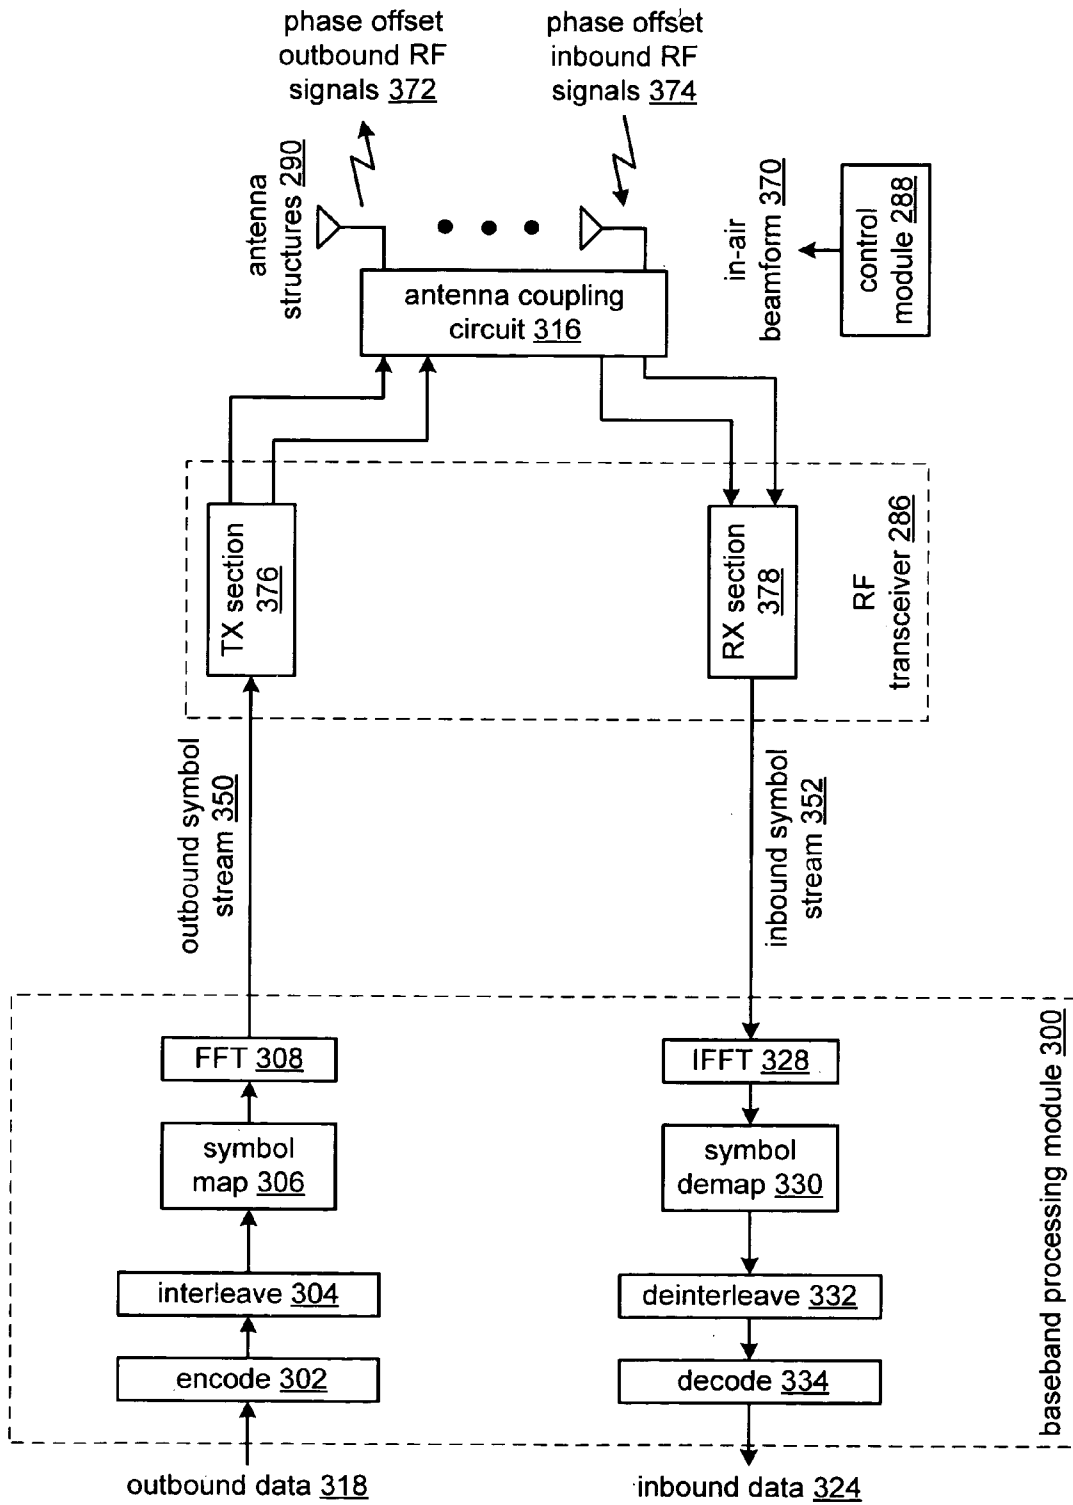 phase offset
outbound RF
signals 372
phase offset
inbound RF
signals 374
antenna
structures 290
in-air
beamform 370
control
module 288
antenna coupling
circuit 316
TX section
376
RX section
378
RF
transceiver 286
outbound symbol
stream 350
inbound symbol
stream 352
FFT 308
IFFT 328
symbol
map 306
symbol
demap 330
interleave 304
deinterleave 332
encode 302
decode 334
baseband processing module 300
outbound data 318
inbound data 324